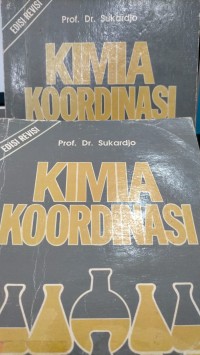 EDISI REVISI
Prof. Dr. Sukardjo
KIMIA
KOORDINASI
EDISI REVISI
Prof. Dr. Sukardjo
KIMIA
KOORDINASI